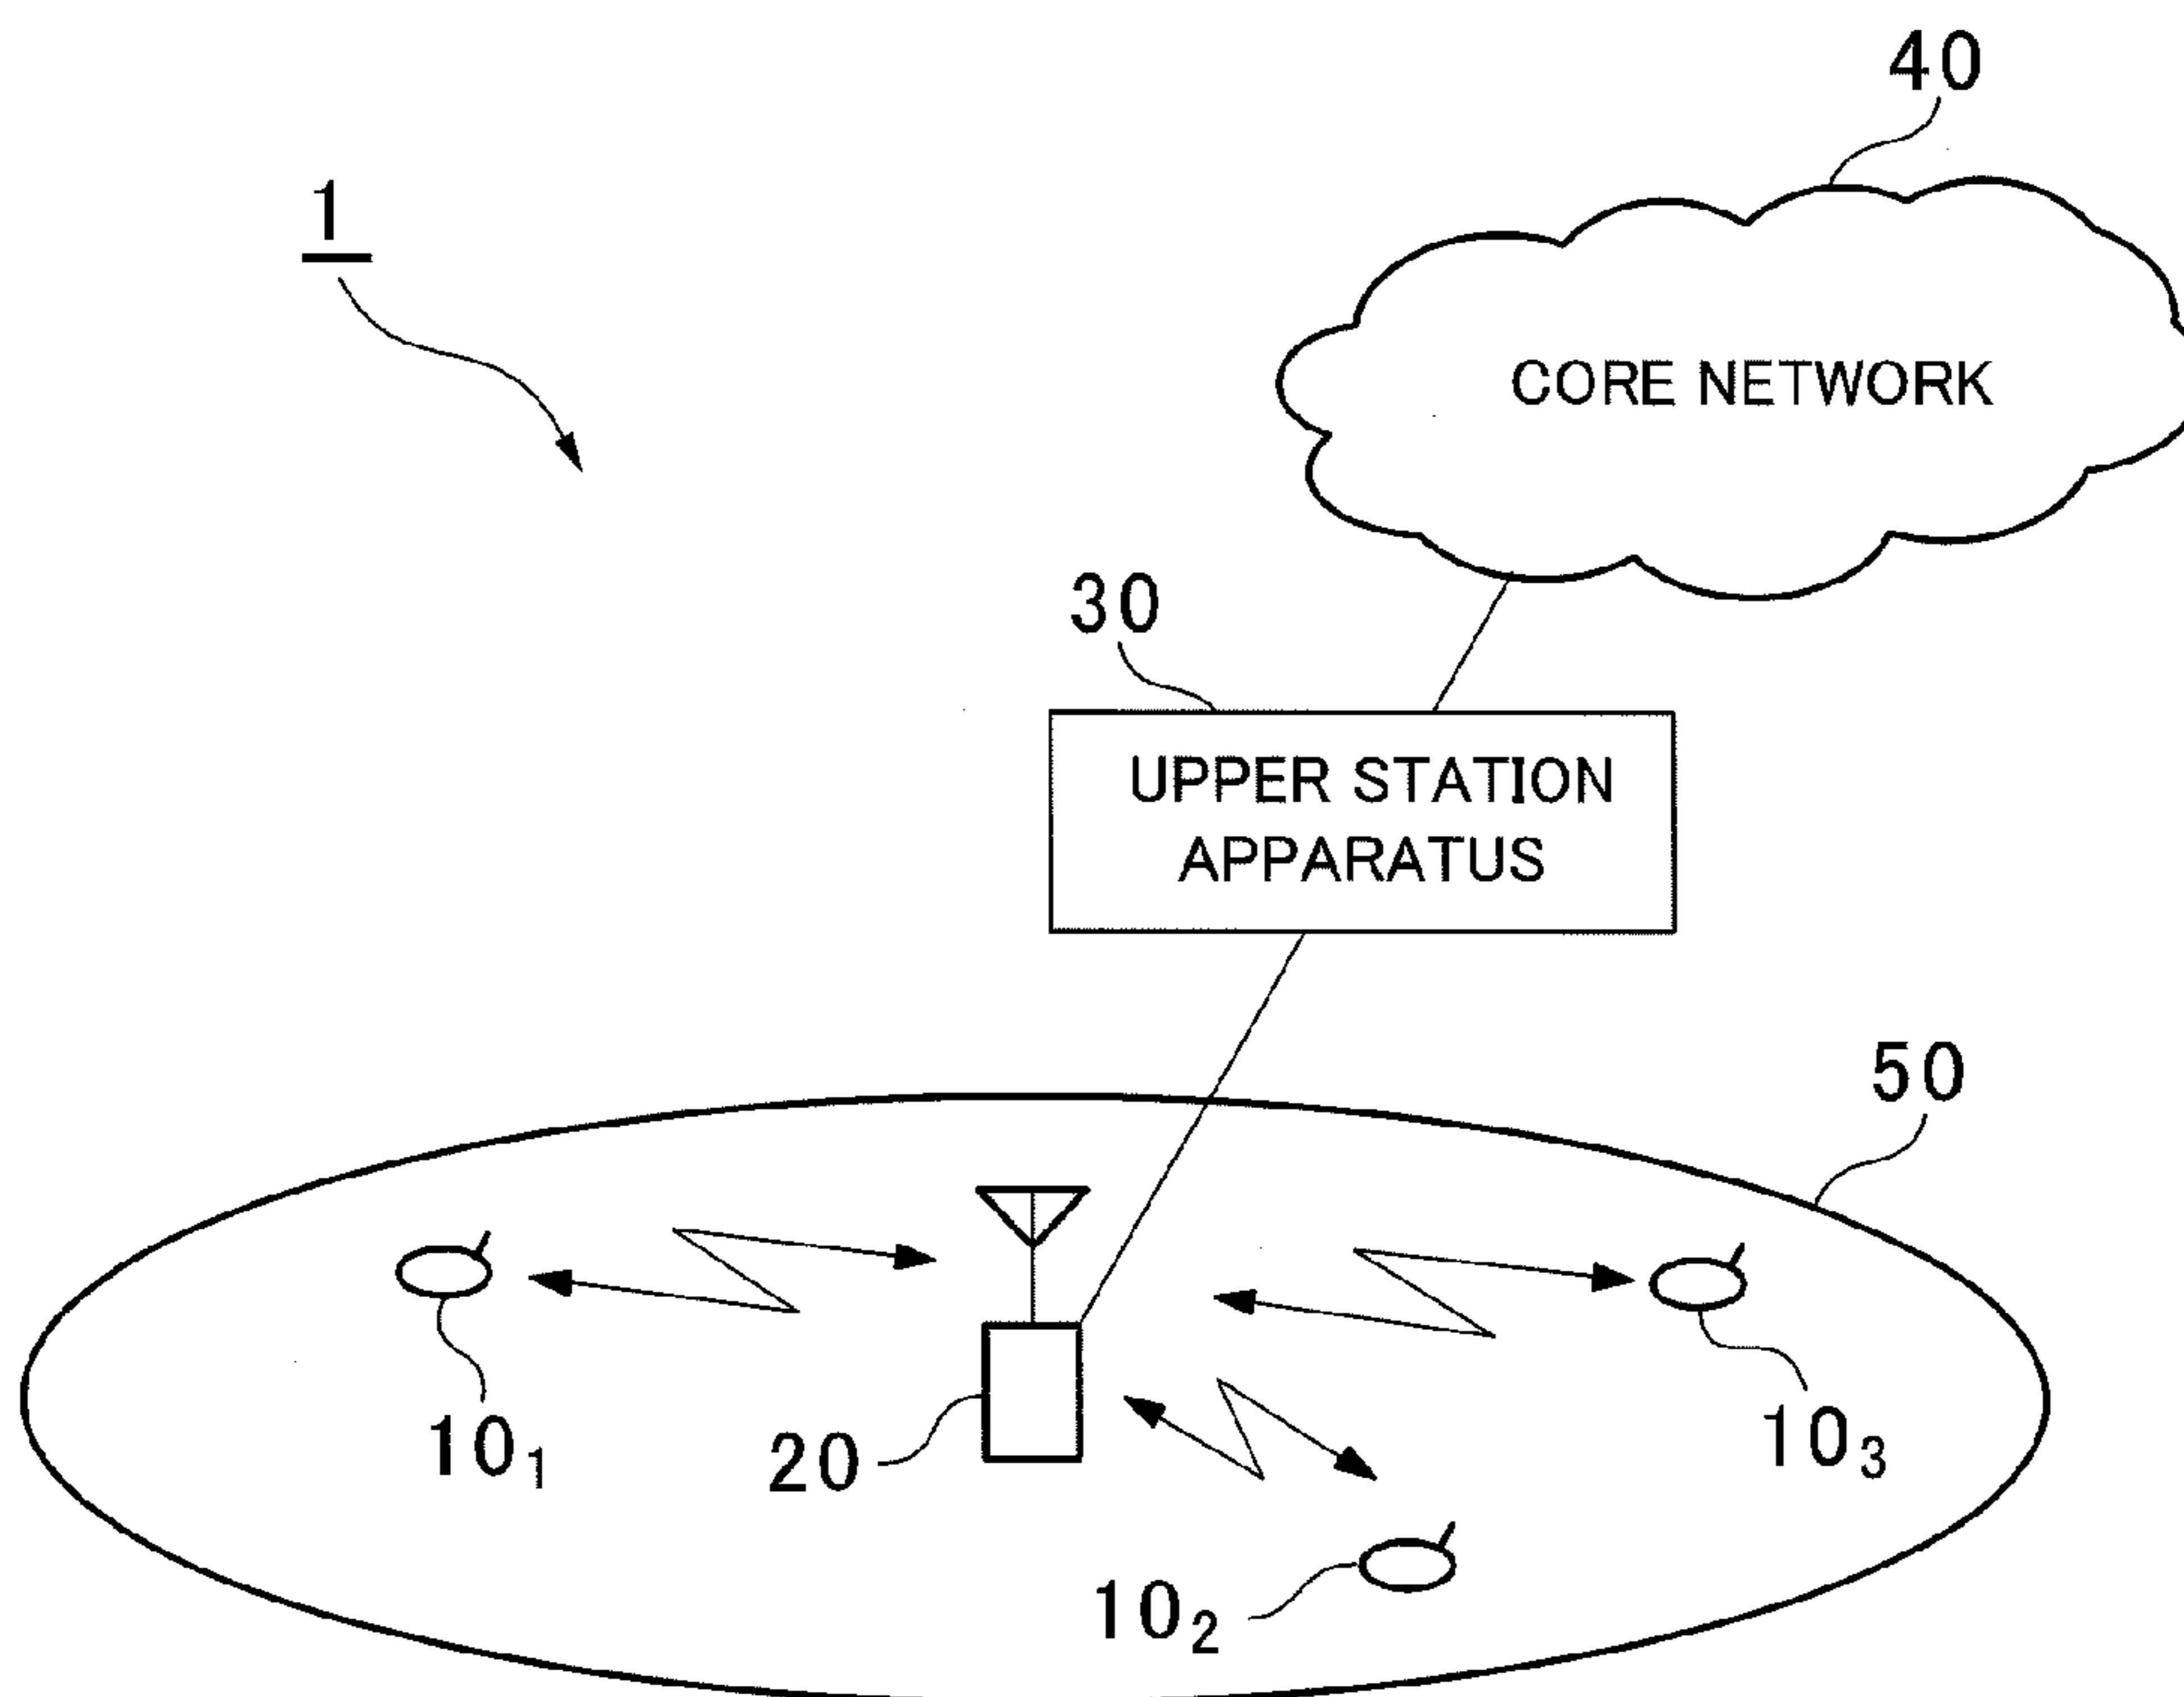 40
1
CORE NETWORK
30
UPPER STATION
APPARATUS
50
10₁
20
10₃
10₂